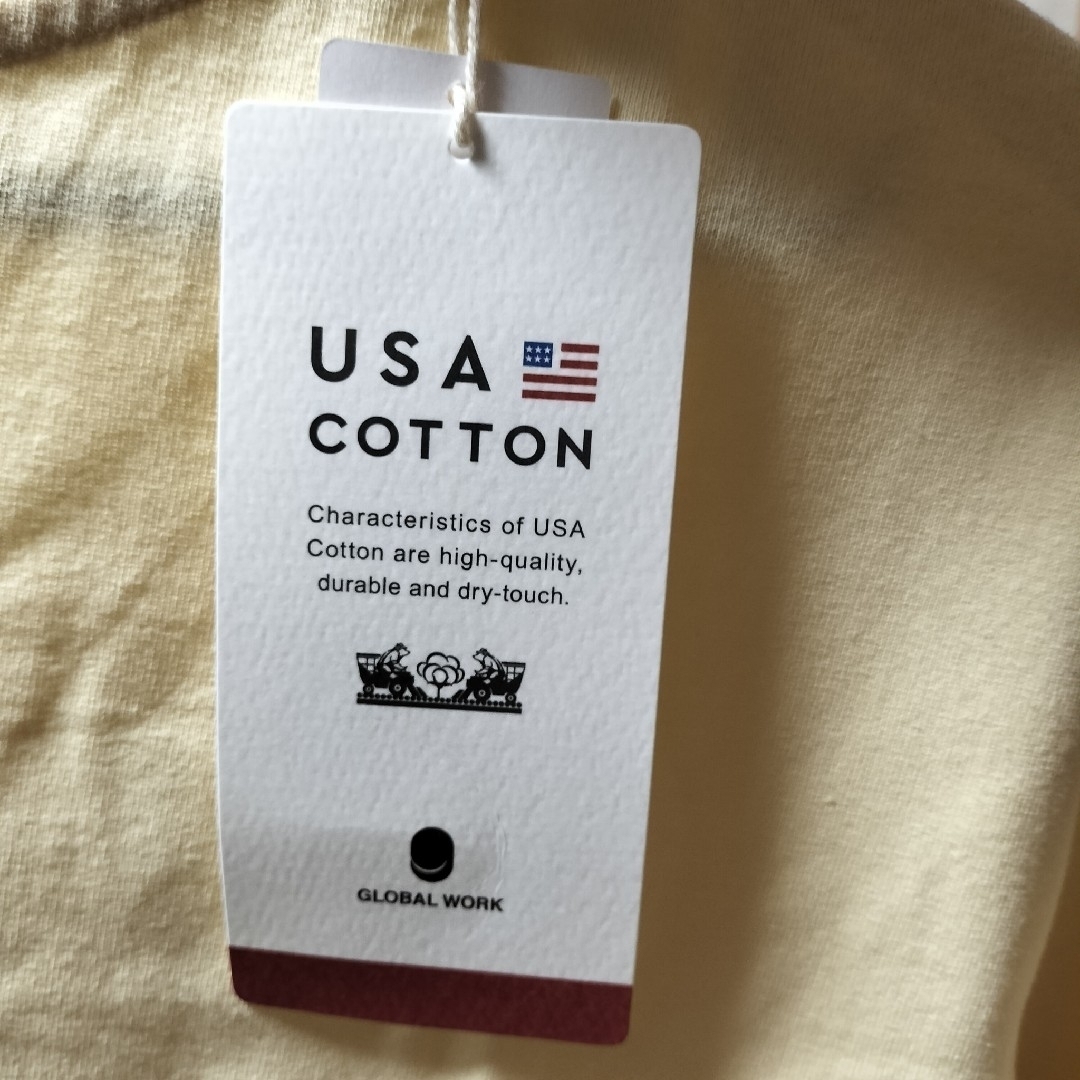 USA
COTTON
Characteristics of USA
Cotton are high-quality,
durable and dry-touch.
GLOBAL WORK